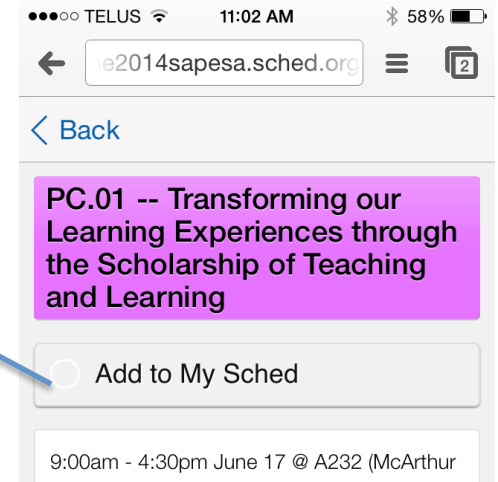 TELUS 11:02 AM 58%
e2014sapesa.sched.org 2
Back
PC.01 -- Transforming our
Learning Experiences through
the Scholarship of Teaching
and Learning
Add to My Sched
9:00am - 4:30pm June 17 @ A232 (McArthur